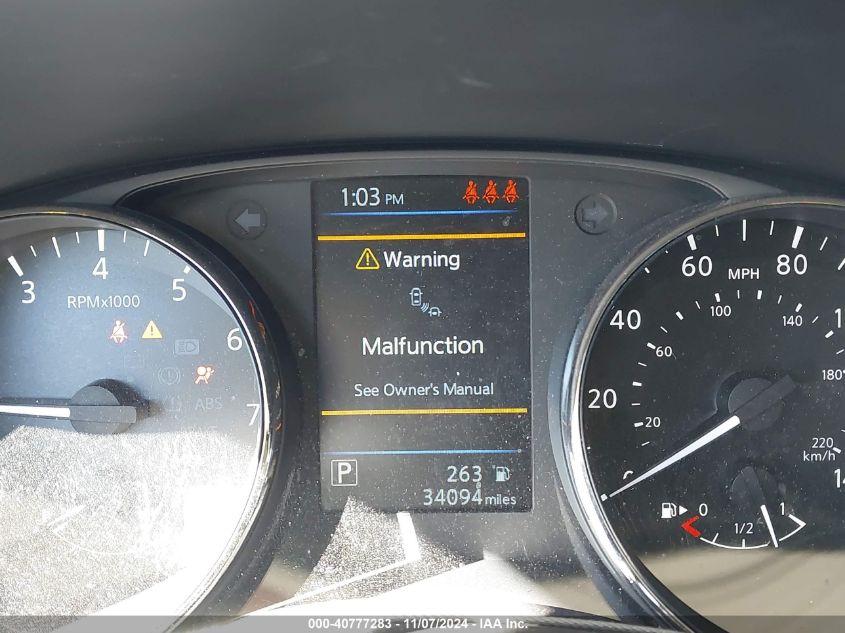 1:03 PM
Warning
Malfunction
See Owner's Manual
P
263
34094 miles
3 4 5 6 7
RPMx1000
ABS
20 40 60 80
MPH
20 60 100 140 180
220
km/h
0 1/2 1
000-40777283 - 11/07/2024 - IAA Inc.